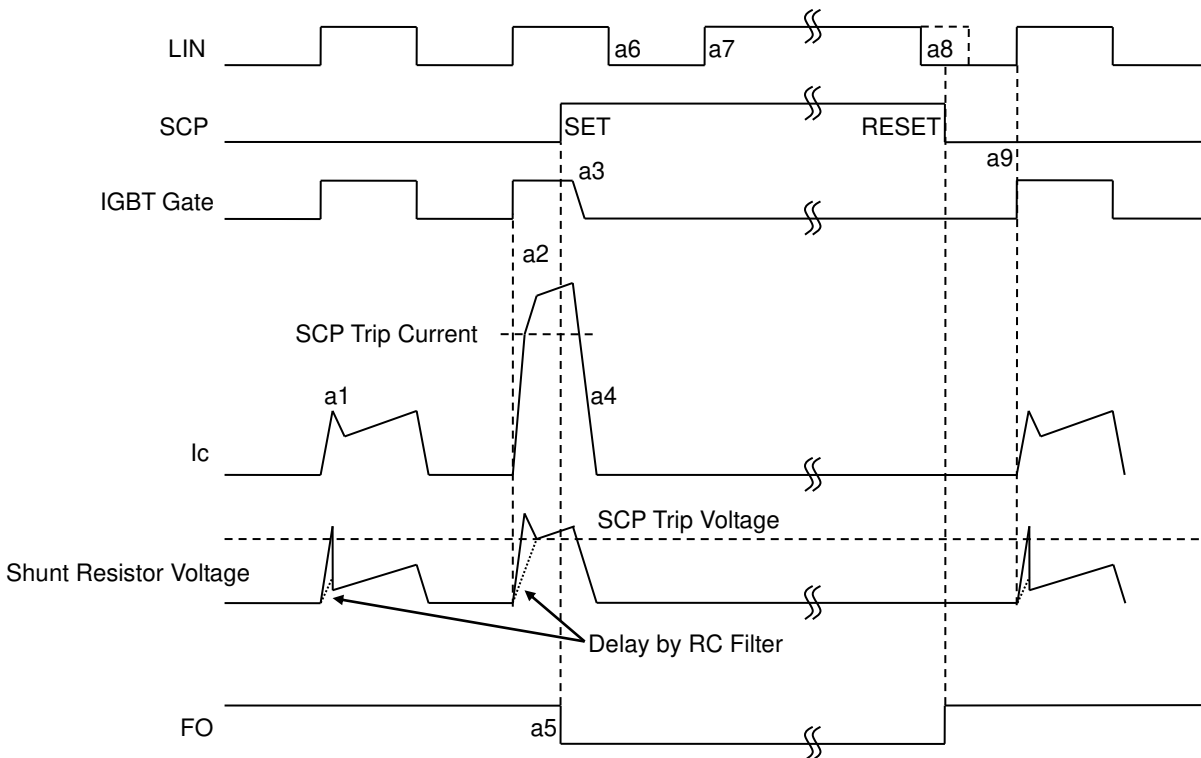 LIN
a6
a7
a8
SCP
SET
RESET
a9
a3
IGBT Gate
a2
SCP Trip Current
a1
a4
Ic
SCP Trip Voltage
Shunt Resistor Voltage
Delay by RC Filter
FO
a5